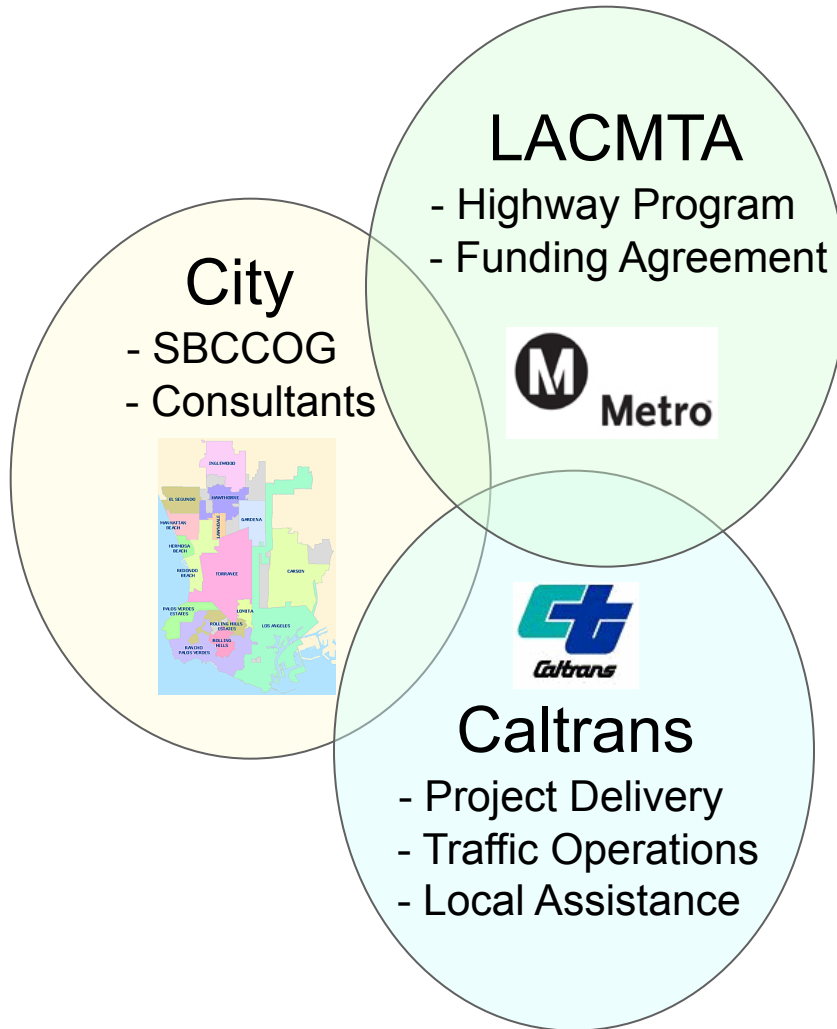 LACMTA
- Highway Program
- Funding Agreement
M
Metro
City
- SBCCOG
- Consultants
INGLEWOOD
EL SEGUNDO
HAWTHORNE
MANHATTAN
BEACH
LAWNDALE
GARDENA
HERMOSA
BEACH
REDONDO
BEACH
TORRANCE
CARSON
PALOS VERDES
ESTATES
LOMITA
ROLLING HILLS
ESTATES
LOS ANGELES
ROLLING
HILLS
RANCHO
PALOS VERDES
ct
Caltrans
Caltrans
- Project Delivery
- Traffic Operations
- Local Assistance